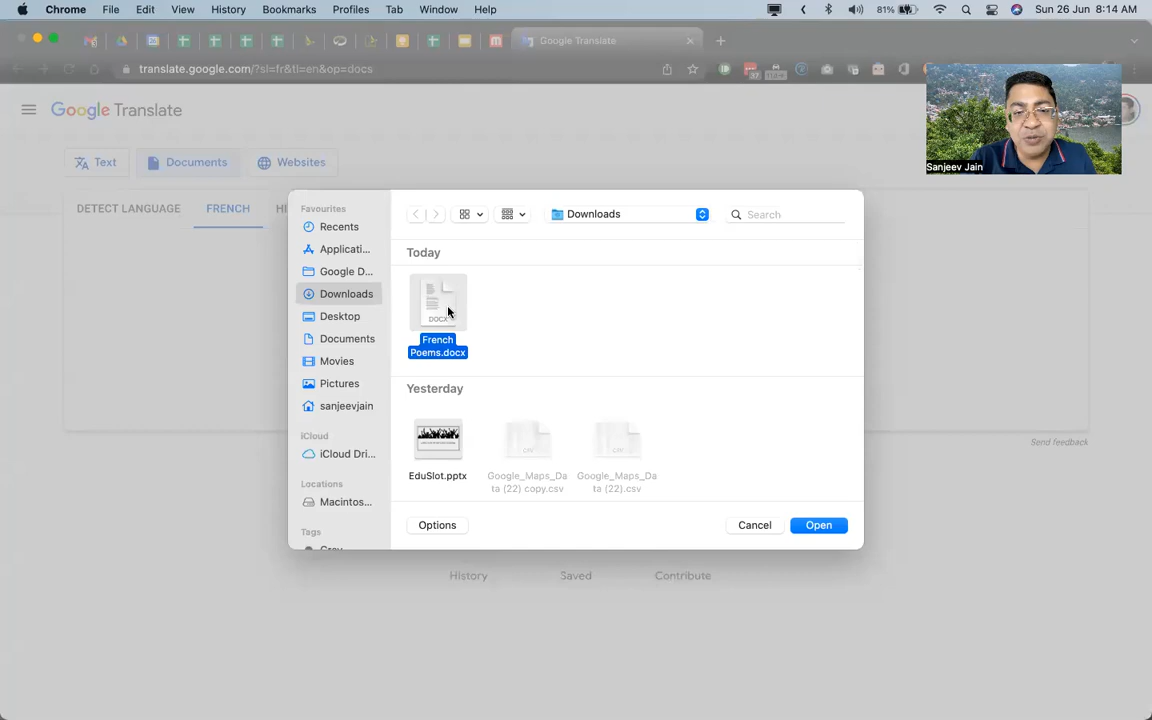 Chrome File Edit View History Bookmarks Profiles Tab Window Help 81% Sun 26 Jun 8:14 AM
Google Translate
translate.google.com/?sl=fr&tl=en&op=docs
Google Translate
Sanjeev Jain
Text Documents Websites
DETECT LANGUAGE FRENCH HI
Favourites
Recents
Applicati...
Google D...
Downloads
Desktop
Documents
Movies
Pictures
sanjeevjain
iCloud
iCloud Dri...
Locations
Macintos...
Tags
Gray
Downloads
Search
Today
DOCX
French
Poems.docx
Yesterday
CSV CSV
EduSlot.pptx Google_Maps_Da Google_Maps_Da
ta (22) copy.csv ta (22).csv
Options Cancel Open
Send feedback
History Saved Contribute